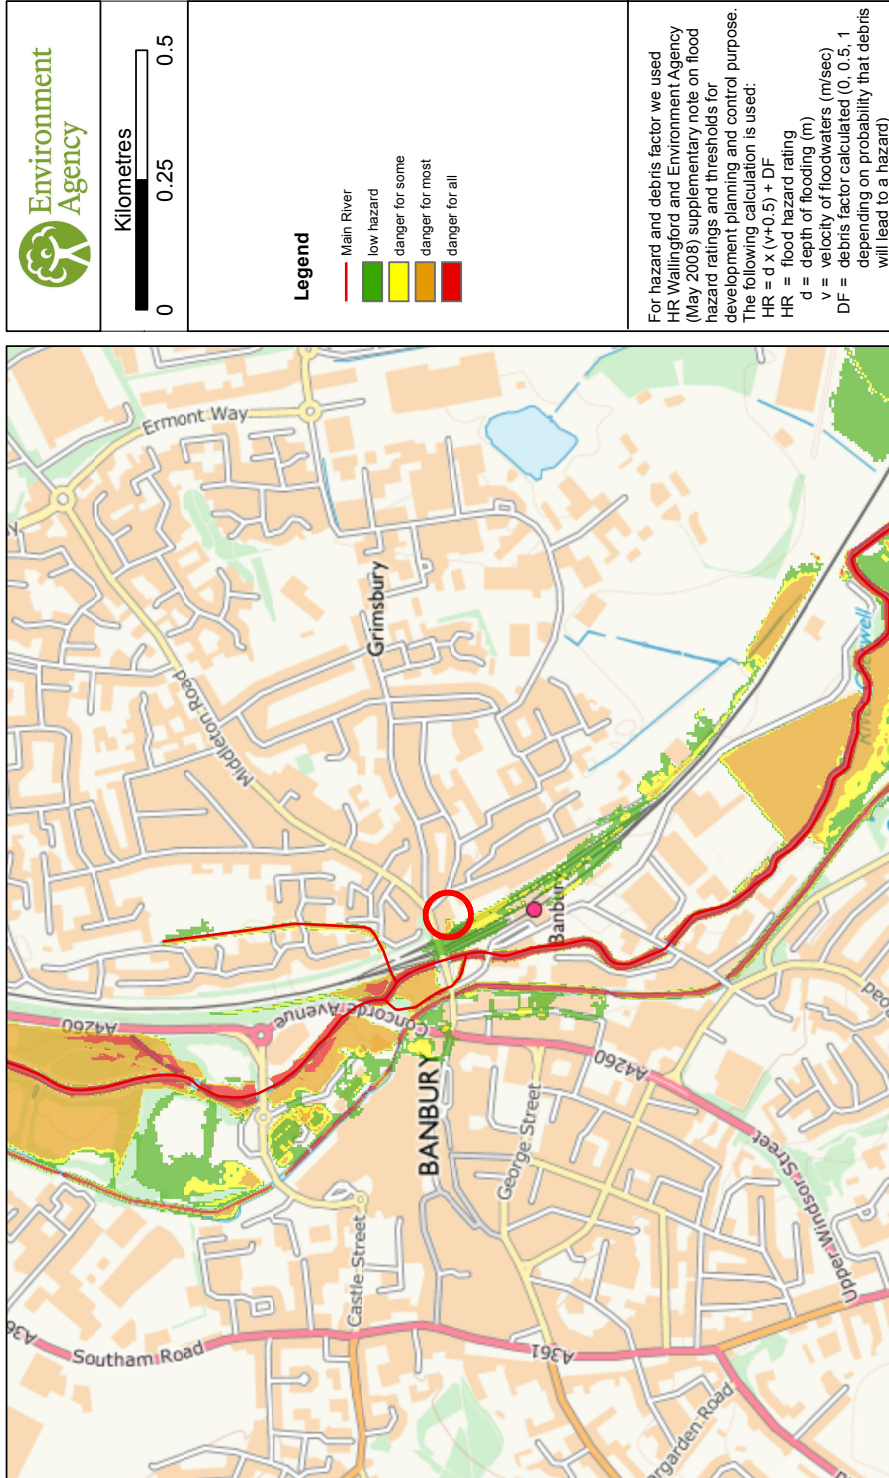 Environment
Agency
Kilometres
0 0.25 0.5
Legend
Main River
low hazard
danger for some
danger for most
danger for all
For hazard and debris factor we used
HR Wallingford and Environment Agency
(May 2008) supplementary note on flood
hazard ratings and thresholds for
development planning and control purpose.
The following calculation is used:
HR = d x (v+0.5) + DF
HR = flood hazard rating
d = depth of flooding (m)
v = velocity of floodwaters (m/sec)
DF = debris factor calculated (0, 0.5, 1
depending on probability that debris
will lead to a hazard)
Ermont Way
Grimsbury
Middleton Road
A4260
Concorde Avenue
Banbury
BANBURY
George Street
A4260
Castle Street
Upper Windsor Street
Southam Road
A361
Road